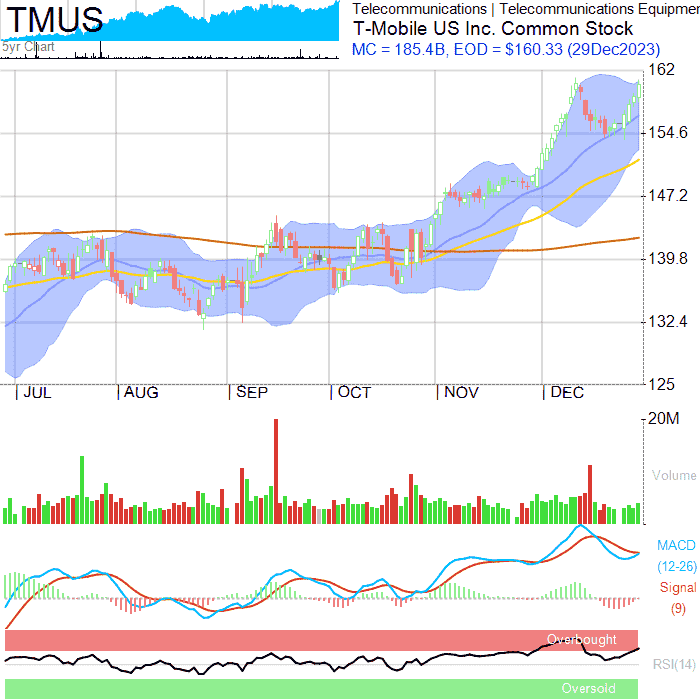 TMUS
5yr Chart
Telecommunications | Telecommunications Equipmer
T-Mobile US Inc. Common Stock
MC = 185.4B, EOD = $160.33 (29Dec2023)
162
154.6
147.2
139.8
132.4
125
| JUL | AUG | SEP | OCT | NOV | DEC
20M
Volume
MACD
(12-26)
Signal
(9)
Overbought
RSI(14)
Oversoid